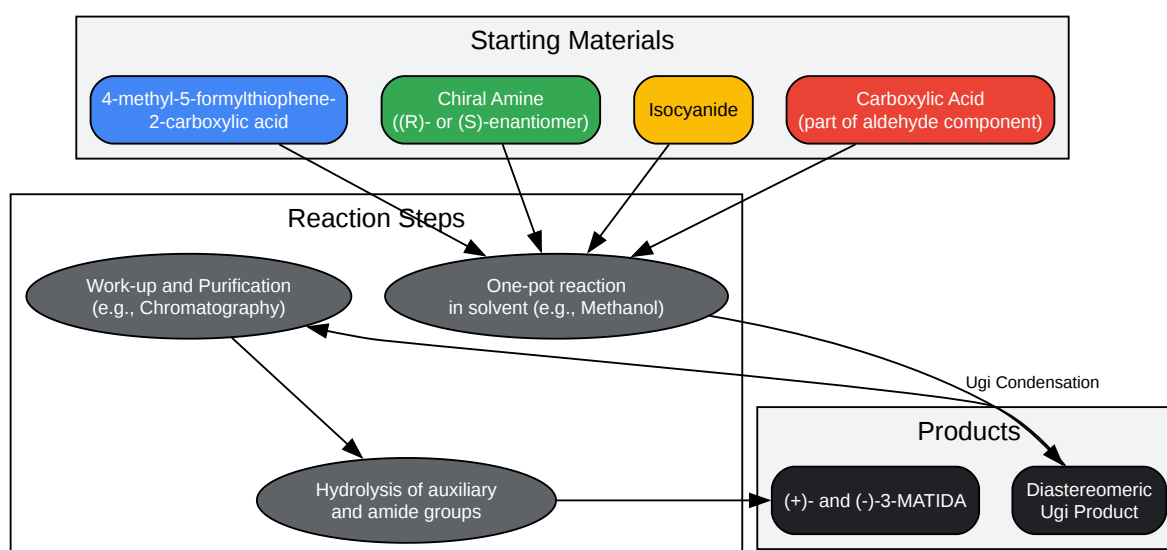 Starting Materials
4-methyl-5-formylthiophene-
2-carboxylic acid
Chiral Amine
((R)- or (S)-enantiomer)
Isocyanide
Carboxylic Acid
(part of aldehyde component)
Reaction Steps
Work-up and Purification
(e.g., Chromatography)
One-pot reaction
in solvent (e.g., Methanol)
Ugi Condensation
Products
Hydrolysis of auxiliary
and amide groups
(+)- and (-)-3-MATIDA
Diastereomeric
Ugi Product